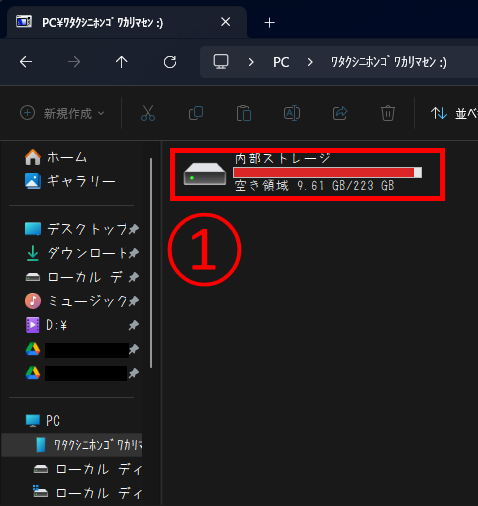 PC¥ﾜﾀｸｼﾆﾎﾝｺﾞﾜｶﾘﾏｾﾝ :)
PC ﾜﾀｸｼﾆﾎﾝｺﾞﾜｶﾘﾏｾﾝ :)
新規作成 並べ
ホーム
ギャラリー
デスクトップ
ダウンロート
ローカル デ
ミュージック
D:¥
PC
ﾜﾀｸｼﾆﾎﾝｺﾞﾜｶﾘﾏ
ローカル ディ
ローカル ディ
内部ストレージ
空き領域 9.61 GB/223 GB
①